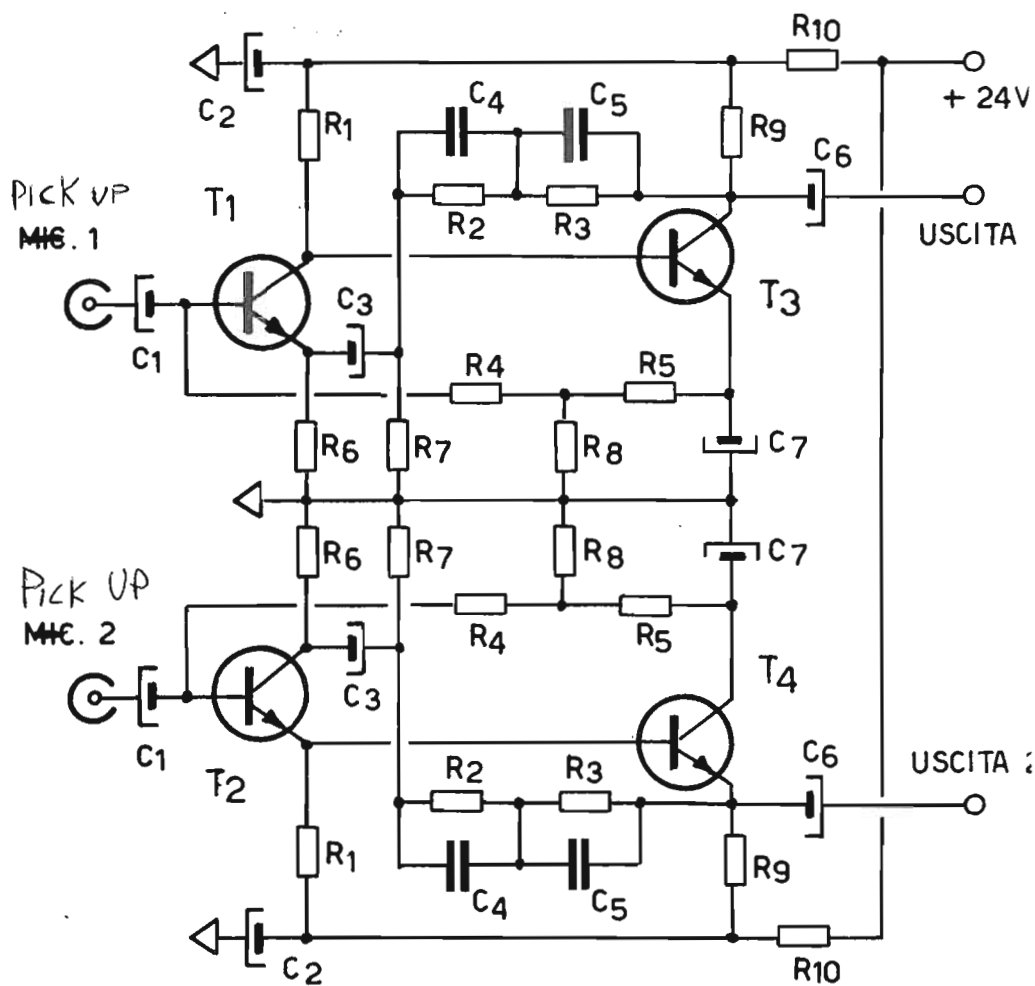 R10
C2
R1
C4
C5
R9
+ 24V
C6
PICK UP
MIC. 1
T1
R2
R3
USCITA
C1
C3
T3
R4
R5
R6
R7
R8
C7
R6
R7
R8
C7
PICK UP
MIC. 2
R4
R5
C3
T4
C1
T2
R2
R3
C6
USCITA 2
R1
C4
C5
R9
C2
R10